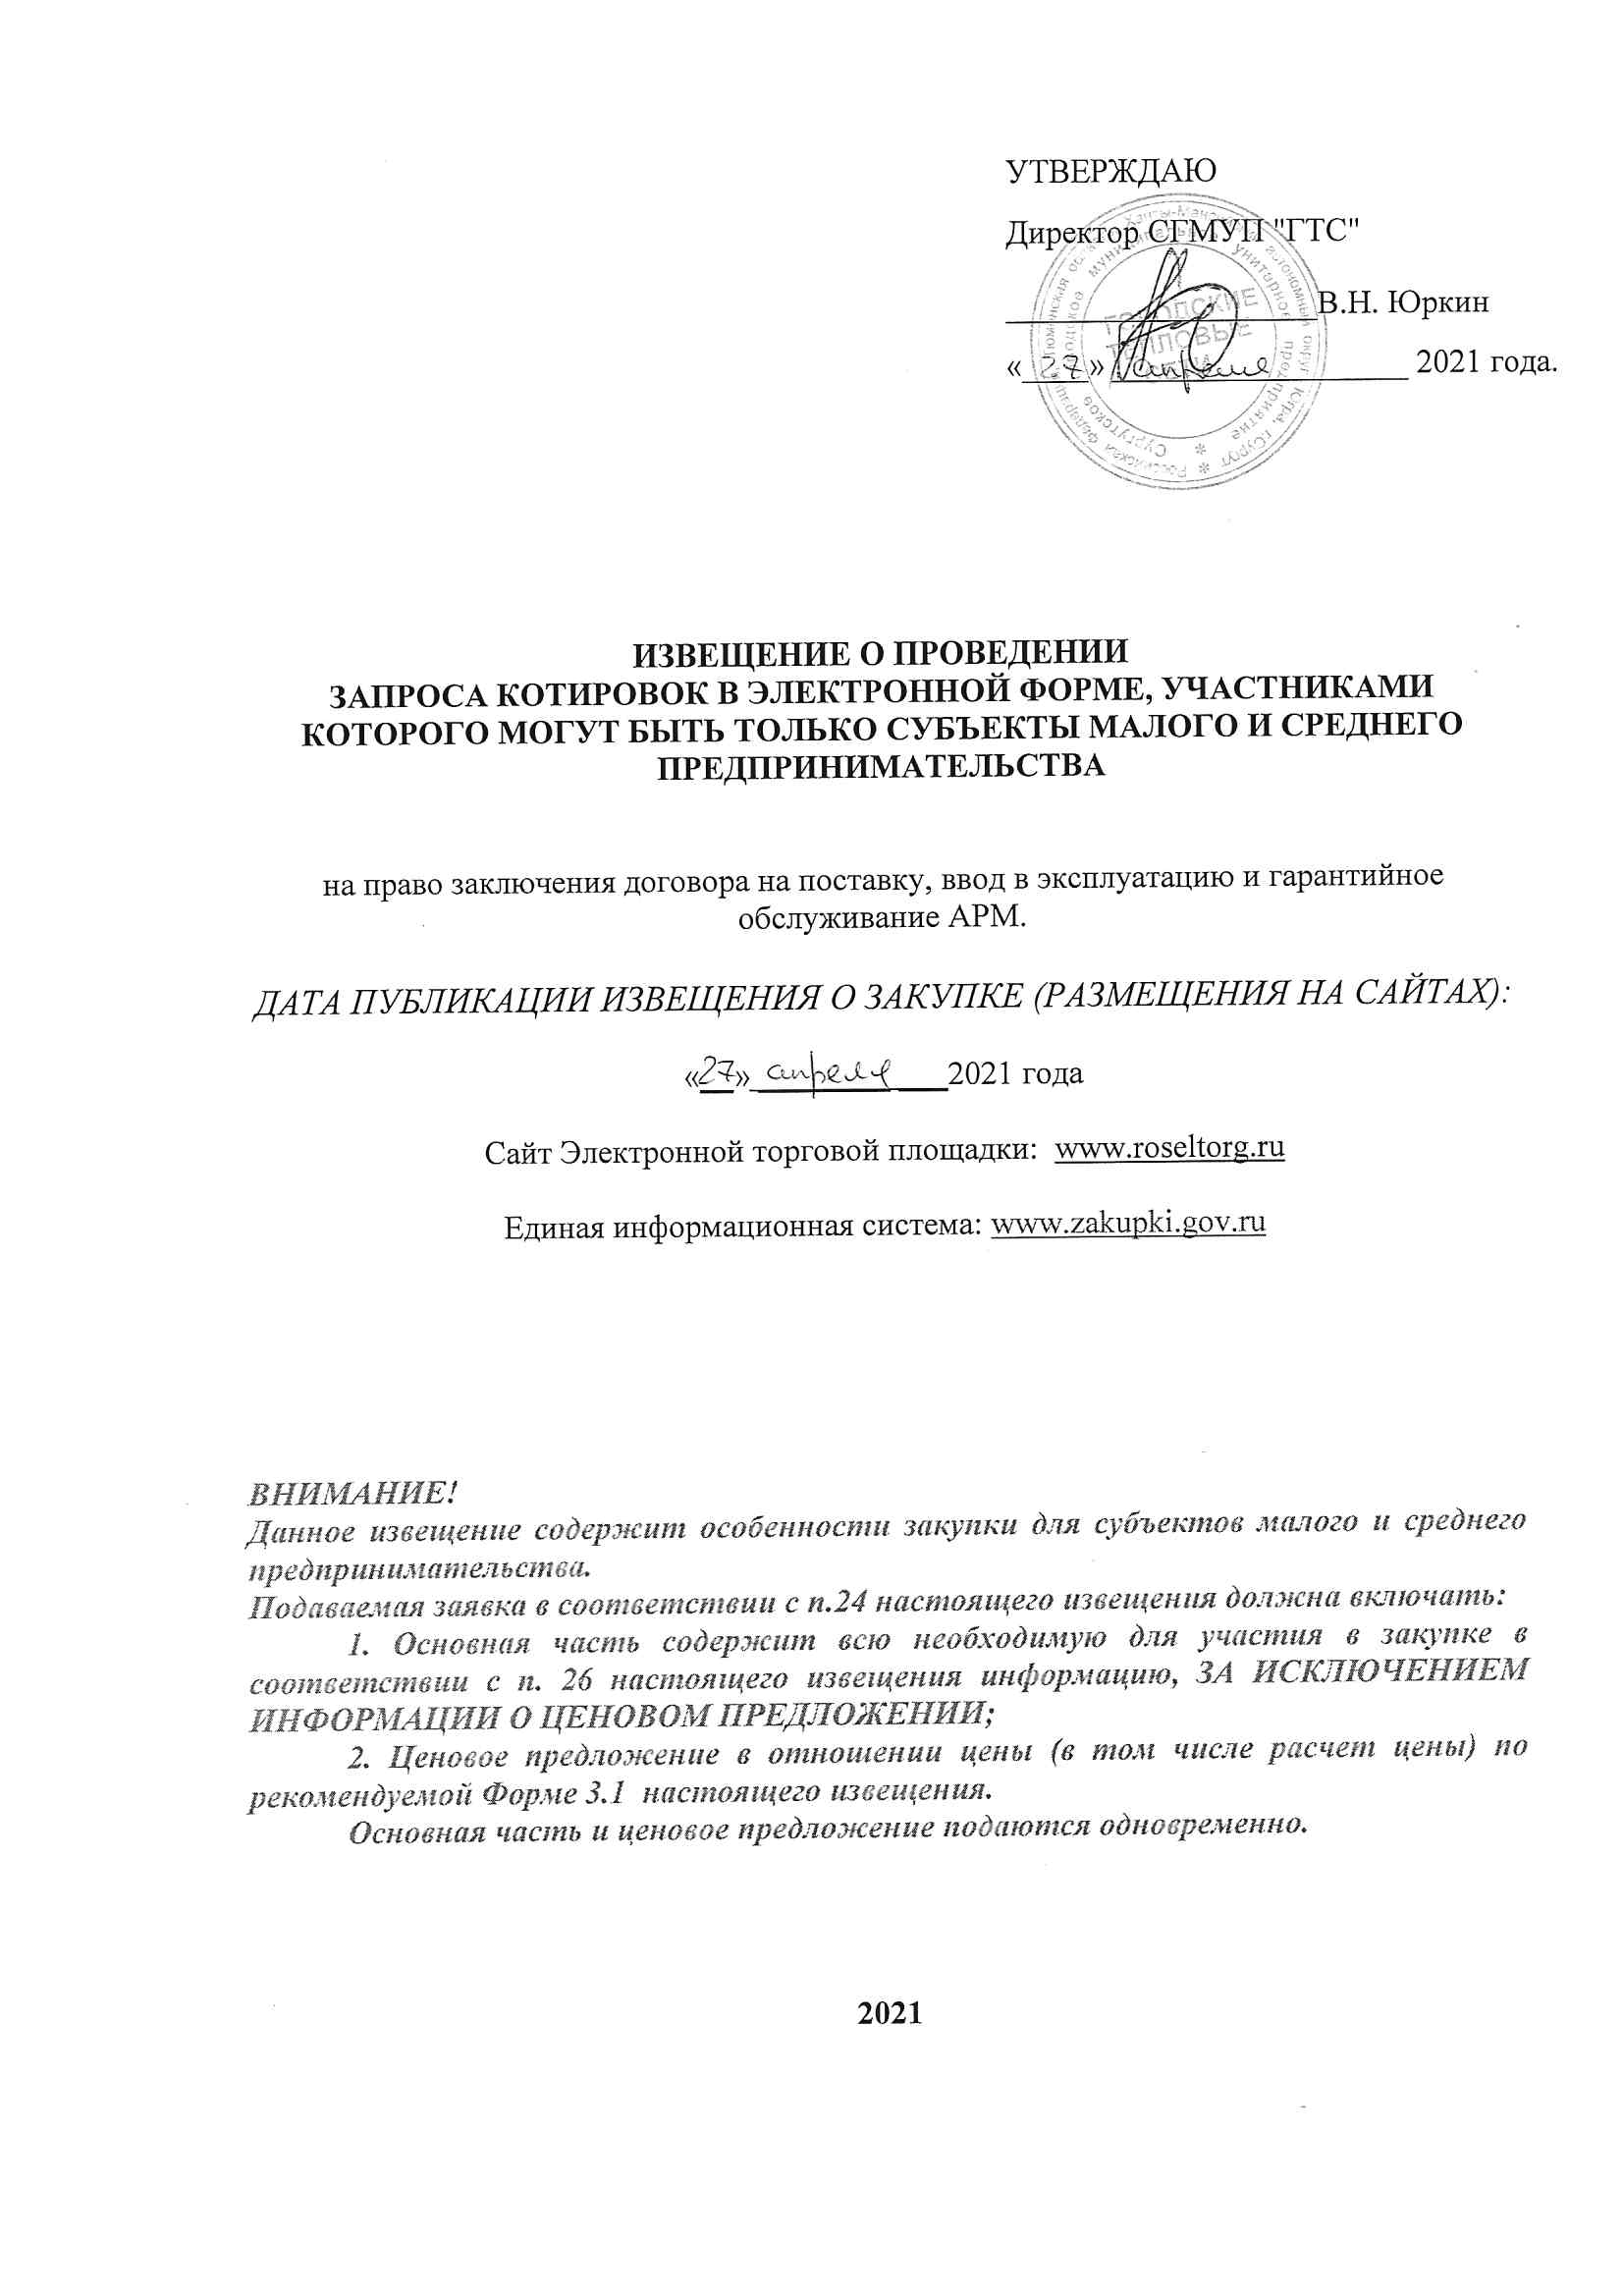 УТВЕРЖДАЮ
Директор СГМУП "ГТС"
В.Н. Юркин
« 27 » апреля 2021 года.
ГОРОДСКИЕ
ТЕПЛОВЫЕ
ИЗВЕЩЕНИЕ О ПРОВЕДЕНИИ
ЗАПРОСА КОТИРОВОК В ЭЛЕКТРОННОЙ ФОРМЕ, УЧАСТНИКАМИ
КОТОРОГО МОГУТ БЫТЬ ТОЛЬКО СУБЪЕКТЫ МАЛОГО И СРЕДНЕГО
ПРЕДПРИНИМАТЕЛЬСТВА
на право заключения договора на поставку, ввод в эксплуатацию и гарантийное
обслуживание АРМ.
ДАТА ПУБЛИКАЦИИ ИЗВЕЩЕНИЯ О ЗАКУПКЕ (РАЗМЕЩЕНИЯ НА САЙТАХ):
«27» апреля 2021 года
Сайт Электронной торговой площадки: www.roseltorg.ru
Единая информационная система: www.zakupki.gov.ru
ВНИМАНИЕ!
Данное извещение содержит особенности закупки для субъектов малого и среднего
предпринимательства.
Подаваемая заявка в соответствии с п.24 настоящего извещения должна включать:
1. Основная часть содержит всю необходимую для участия в закупке в
соответствии с п. 26 настоящего извещения информацию, ЗА ИСКЛЮЧЕНИЕМ
ИНФОРМАЦИИ О ЦЕНОВОМ ПРЕДЛОЖЕНИИ;
2. Ценовое предложение в отношении цены (в том числе расчет цены) по
рекомендуемой Форме 3.1 настоящего извещения.
Основная часть и ценовое предложение подаются одновременно.
2021